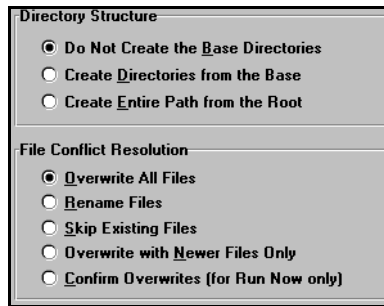 Directory Structure
Do Not Create the Base Directories
Create Directories from the Base
Create Entire Path from the Root
File Conflict Resolution
Overwrite All Files
Rename Files
Skip Existing Files
Overwrite with Newer Files Only
Confirm Overwrites (for Run Now only)